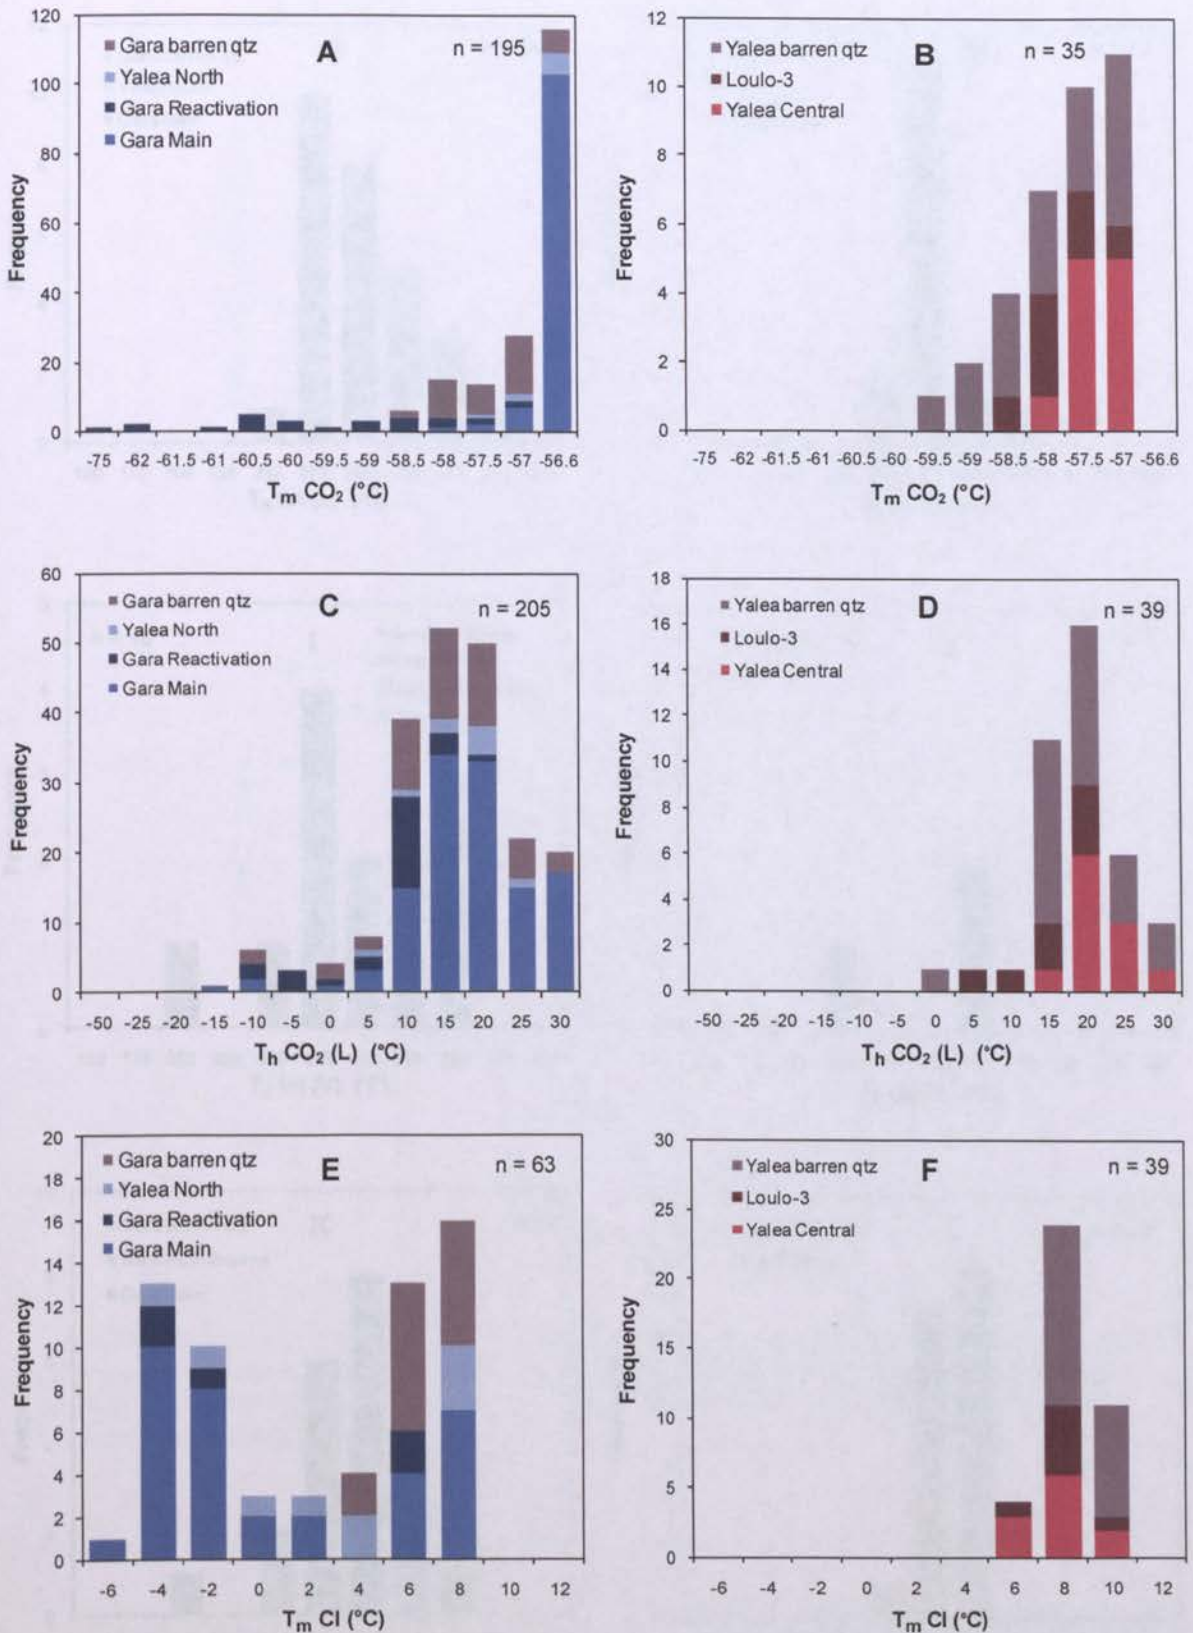 A
n = 195
Gara barren qtz
Yalea North
Gara Reactivation
Gara Main
Frequency
120
100
80
60
40
20
0
-75 -62 -61.5 -61 -60.5 -60 -59.5 -59 -58.5 -58 -57.5 -57 -56.6
Tm CO2 (°C)
B
n = 35
Yalea barren qtz
Loulo-3
Yalea Central
Frequency
12
10
8
6
4
2
0
-75 -62 -61.5 -61 -60.5 -60 -59.5 -59 -58.5 -58 -57.5 -57 -56.6
Tm CO2 (°C)
C
n = 205
Gara barren qtz
Yalea North
Gara Reactivation
Gara Main
Frequency
60
50
40
30
20
10
0
-50 -25 -20 -15 -10 -5 0 5 10 15 20 25 30
Th CO2 (L) (°C)
D
n = 39
Yalea barren qtz
Loulo-3
Yalea Central
Frequency
18
16
14
12
10
8
6
4
2
0
-50 -25 -20 -15 -10 -5 0 5 10 15 20 25 30
Th CO2 (L) (°C)
E
n = 63
Gara barren qtz
Yalea North
Gara Reactivation
Gara Main
Frequency
20
18
16
14
12
10
8
6
4
2
0
-6 -4 -2 0 2 4 6 8 10 12
Tm Cl (°C)
F
n = 39
Yalea barren qtz
Loulo-3
Yalea Central
Frequency
30
25
20
15
10
5
0
-6 -4 -2 0 2 4 6 8 10 12
Tm Cl (°C)